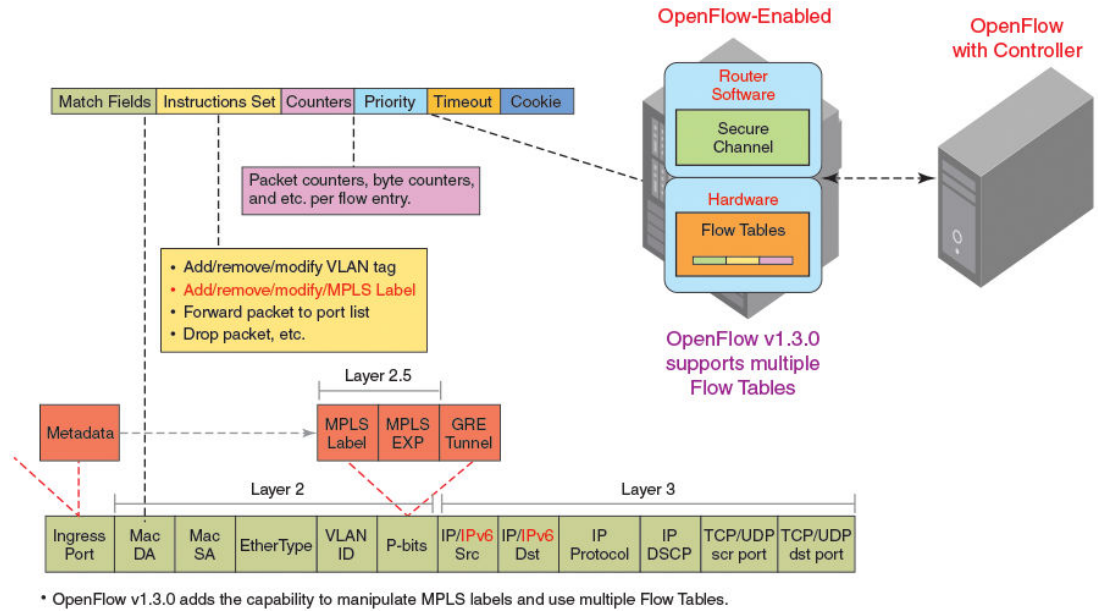 OpenFlow-Enabled
OpenFlow
with Controller
Match Fields
Instructions Set
Counters
Priority
Timeout
Cookie
Router
Software
Secure
Channel
Packet counters, byte counters,
and etc. per flow entry.
Hardware
Flow Tables
• Add/remove/modify VLAN tag
• Add/remove/modify/MPLS Label
• Forward packet to port list
• Drop packet, etc.
OpenFlow v1.3.0
supports multiple
Flow Tables
Layer 2.5
Metadata
MPLS
Label
MPLS
EXP
GRE
Tunnel
Layer 2
Layer 3
Ingress
Port
Mac
DA
Mac
SA
EtherType
VLAN
ID
P-bits
IP/IPv6
Src
IP/IPv6
Dst
IP
Protocol
IP
DSCP
TCP/UDP
scr port
TCP/UDP
dst port
* OpenFlow v1.3.0 adds the capability to manipulate MPLS labels and use multiple Flow Tables.